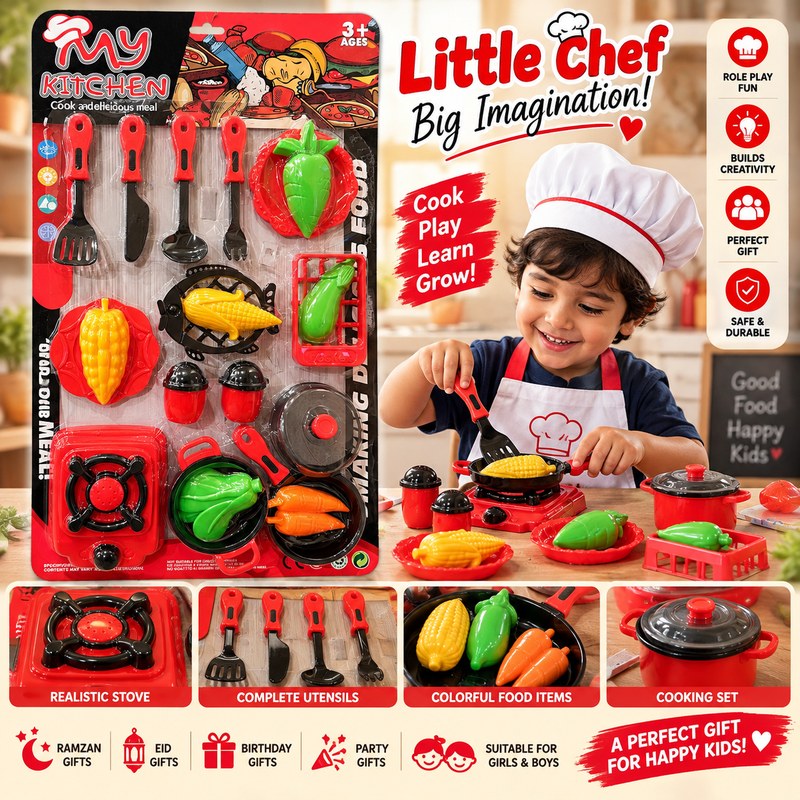 My
KITCHEN
Cook andelicious meal
3+
AGES
FOOD
MAKING D
MEAL!
Little Chef
Big Imagination!
Cook
Play
Learn
Grow!
ROLE PLAY
FUN
BUILDS
CREATIVITY
PERFECT
GIFT
SAFE &
DURABLE
Good
Food
Happy
Kids
REALISTIC STOVE
COMPLETE UTENSILS
COLORFUL FOOD ITEMS
COOKING SET
RAMZAN
GIFTS
EID
GIFTS
BIRTHDAY
GIFTS
PARTY
GIFTS
SUITABLE FOR
GIRLS & BOYS
A PERFECT GIFT
FOR HAPPY KIDS!